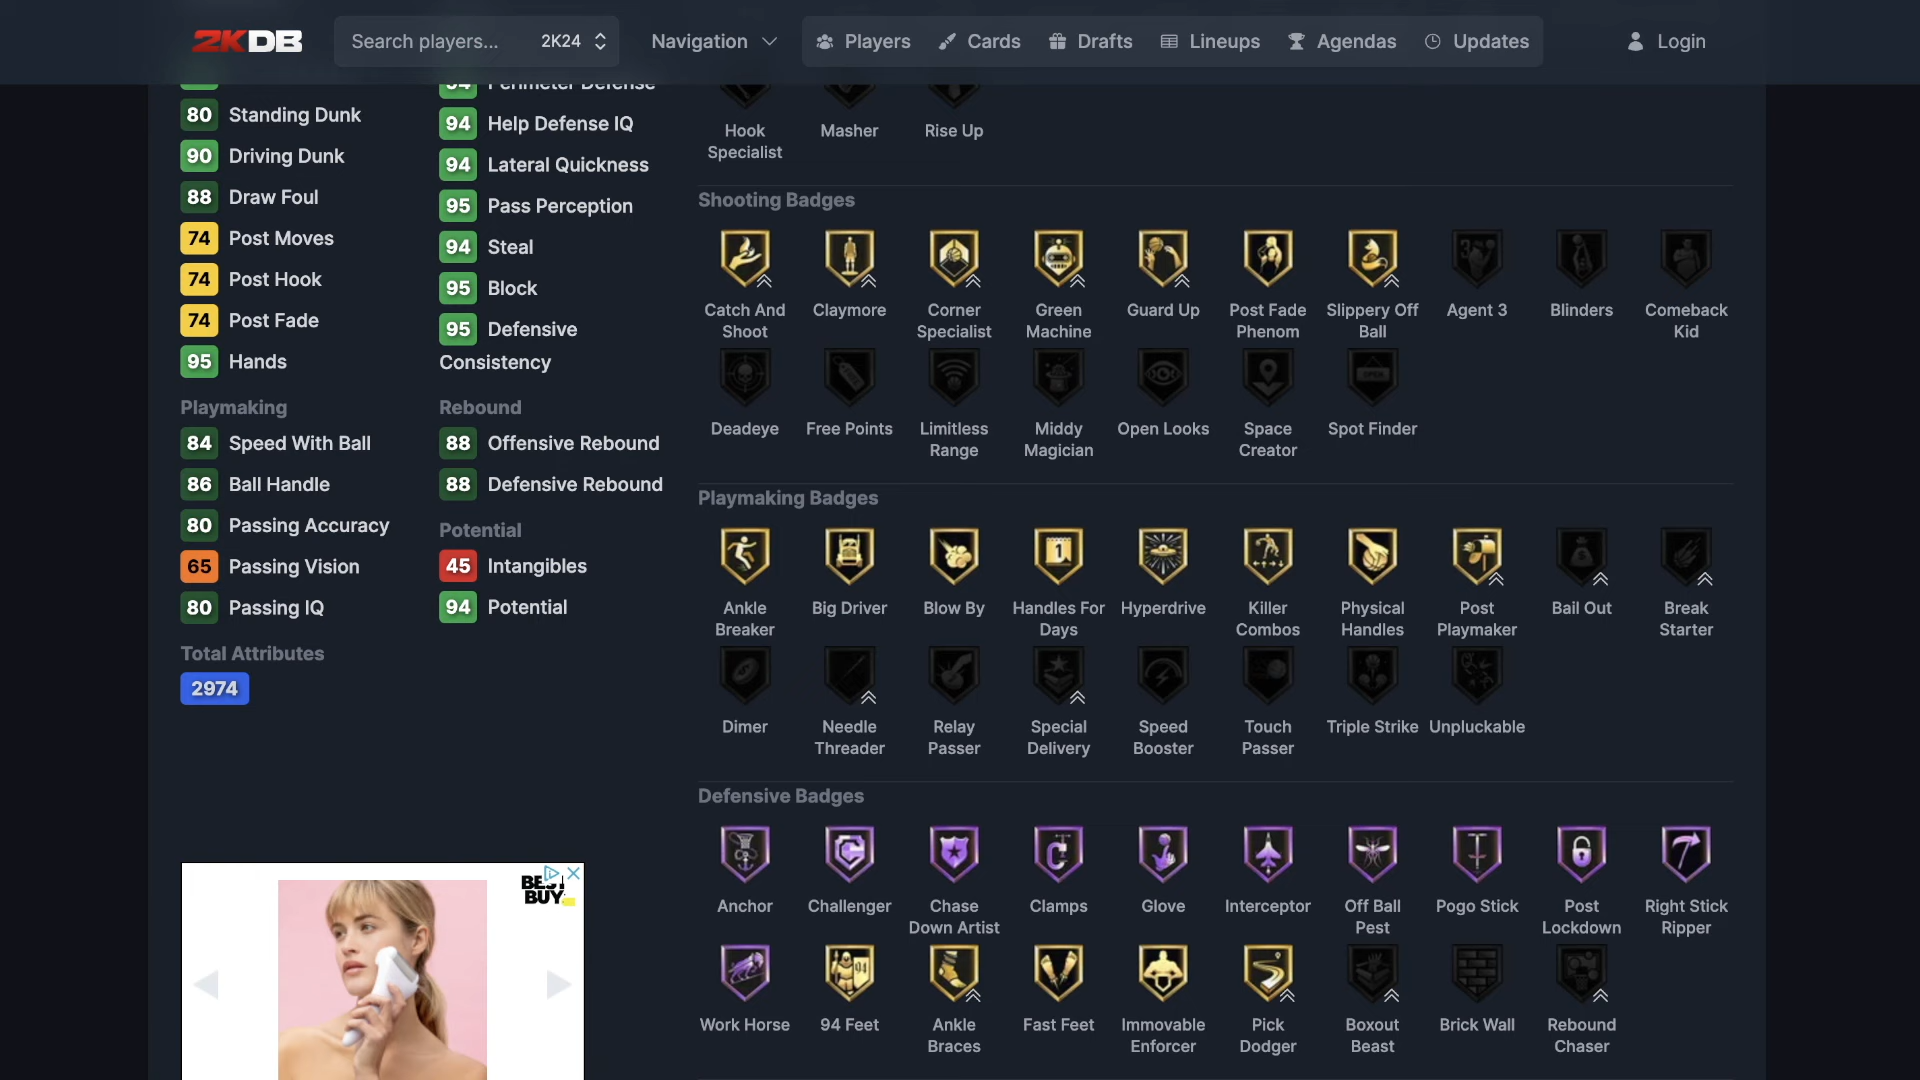 2KDB
Search players...
2K24
Navigation
Players
Cards
Drafts
Lineups
Agendas
Updates
Login
80 Standing Dunk
90 Driving Dunk
88 Draw Foul
74 Post Moves
74 Post Hook
74 Post Fade
95 Hands
Playmaking
84 Speed With Ball
86 Ball Handle
80 Passing Accuracy
65 Passing Vision
80 Passing IQ
Total Attributes
2974
94 Perimeter Defense
94 Help Defense IQ
94 Lateral Quickness
95 Pass Perception
94 Steal
95 Block
95 Defensive
Consistency
Rebound
88 Offensive Rebound
88 Defensive Rebound
Potential
45 Intangibles
94 Potential
Hook
Specialist
Masher
Rise Up
Shooting Badges
Catch And
Shoot
Claymore
Corner
Specialist
Green
Machine
Guard Up
Post Fade
Phenom
Slippery Off
Ball
Agent 3
Blinders
Comeback
Kid
Deadeye
Free Points
Limitless
Range
Middy
Magician
Open Looks
Space
Creator
Spot Finder
Playmaking Badges
Ankle
Breaker
Big Driver
Blow By
Handles For
Days
Hyperdrive
Killer
Combos
Physical
Handles
Post
Playmaker
Bail Out
Break
Starter
Dimer
Needle
Threader
Relay
Passer
Special
Delivery
Speed
Booster
Touch
Passer
Triple Strike
Unpluckable
Defensive Badges
Anchor
Challenger
Chase
Down Artist
Clamps
Glove
Interceptor
Off Ball
Pest
Pogo Stick
Post
Lockdown
Right Stick
Ripper
Work Horse
94 Feet
Ankle
Braces
Fast Feet
Immovable
Enforcer
Pick
Dodger
Boxout
Beast
Brick Wall
Rebound
Chaser
BEST
BUY